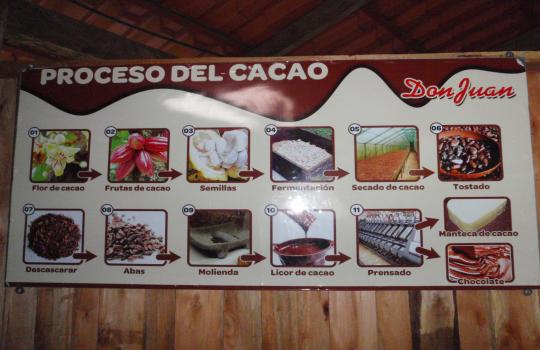 PROCESO DEL CACAO
Don Juan
01
Flor de cacao
02
Frutas de cacao
03
Semillas
04
Fermentación
05
Secado de cacao
06
Tostado
07
Descascarar
08
Abas
09
Molienda
10
Licor de cacao
11
Prensado
Manteca de cacao
Chocolate